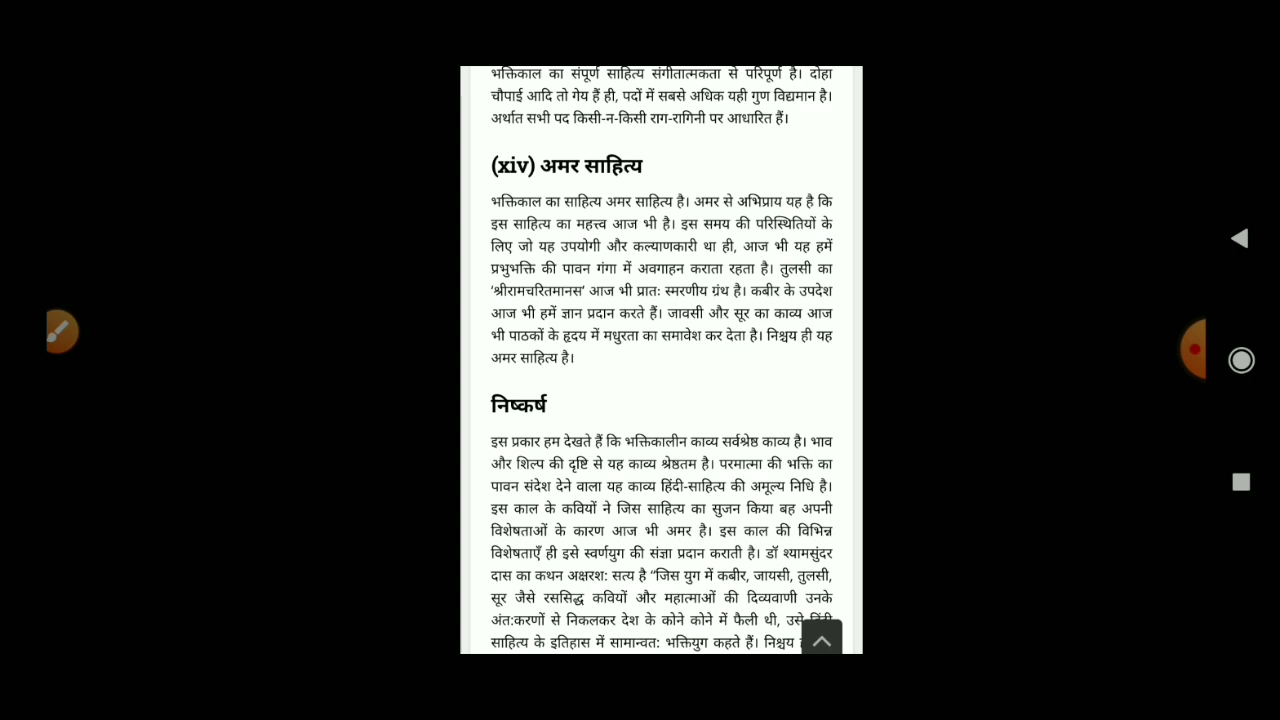 भक्तिकाल का संपूर्ण साहित्य संगीतात्मकता से परिपूर्ण है। दोहा
चौपाई आदि तो गेय हैं ही, पदों में सबसे अधिक यही गुण विद्यमान है।
अर्थात सभी पद किसी-न-किसी राग-रागिनी पर आधारित हैं।
(xiv) अमर साहित्य
भक्तिकाल का साहित्य अमर साहित्य है। अमर से अभिप्राय यह है कि
इस साहित्य का महत्त्व आज भी है। इस समय की परिस्थितियों के
लिए जो यह उपयोगी और कल्याणकारी था ही, आज भी यह हमें
प्रभुभक्ति की पावन गंगा में अवगाहन कराता रहता है। तुलसी का
'श्रीरामचरितमानस' आज भी प्रातः स्मरणीय ग्रंथ है। कबीर के उपदेश
आज भी हमें ज्ञान प्रदान करते हैं। जावसी और सूर का काव्य आज
भी पाठकों के हृदय में मधुरता का समावेश कर देता है। निश्चय ही यह
अमर साहित्य है।
निष्कर्ष
इस प्रकार हम देखते हैं कि भक्तिकालीन काव्य सर्वश्रेष्ठ काव्य है। भाव
और शिल्प की दृष्टि से यह काव्य श्रेष्ठतम है। परमात्मा की भक्ति का
पावन संदेश देने वाला यह काव्य हिंदी-साहित्य की अमूल्य निधि है।
इस काल के कवियों ने जिस साहित्य का सुजन किया बह अपनी
विशेषताओं के कारण आज भी अमर है। इस काल की विभिन्न
विशेषताएँ ही इसे स्वर्णयुग की संज्ञा प्रदान कराती है। डॉ श्यामसुंदर
दास का कथन अक्षरश: सत्य है “जिस युग में कबीर, जायसी, तुलसी,
सूर जैसे रससिद्ध कवियों और महात्माओं की दिव्यवाणी उनके
अंत:करणों से निकलकर देश के कोने कोने में फैली थी, उसे हिंदी
साहित्य के इतिहास में सामान्वत: भक्तियुग कहते हैं। निश्चय